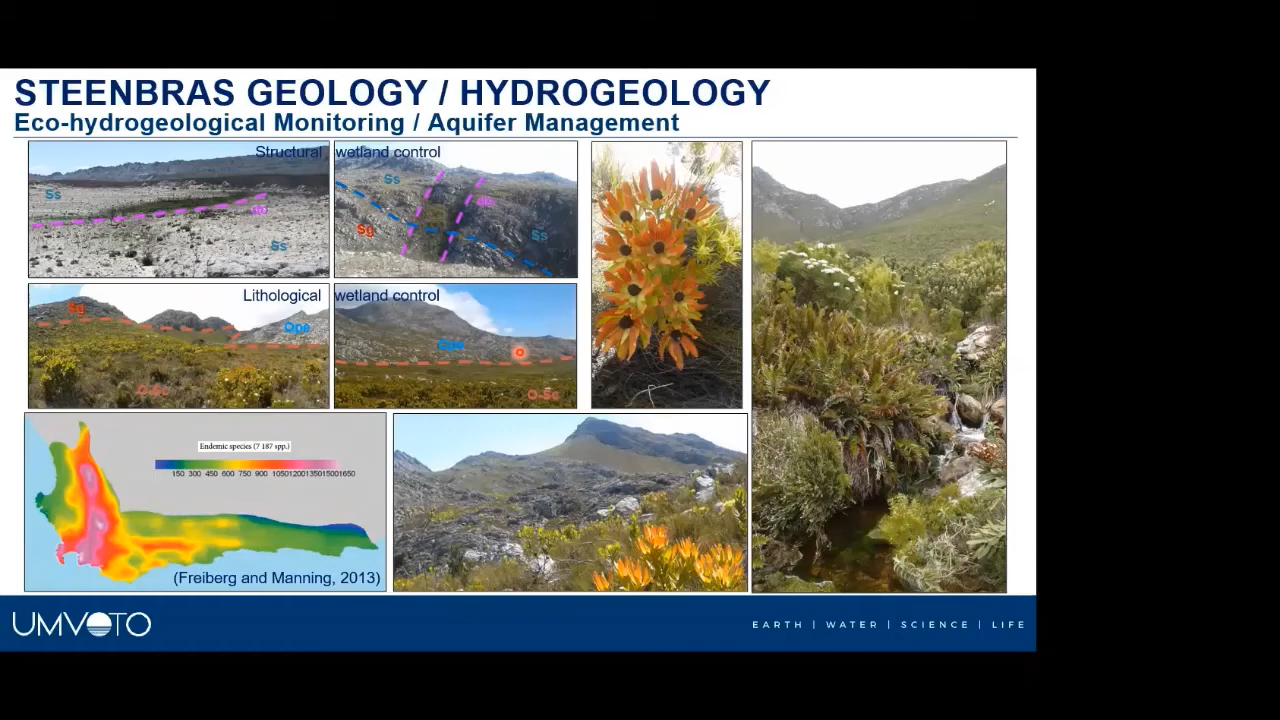 STEENBRAS GEOLOGY / HYDROGEOLOGY
Eco-hydrogeological Monitoring / Aquifer Management
Structural wetland control
Ss
Ss
Ss
Sg
Ss
Lithological wetland control
Sg
Ope
O-Sc
Ope
O-Sc
Endemic species (7 187 spp.)
150 300 450 600 750 900 1050 1200 1350 1500 1650
(Freiberg and Manning, 2013)
UMVOTO
EARTH | WATER | SCIENCE | LIFE